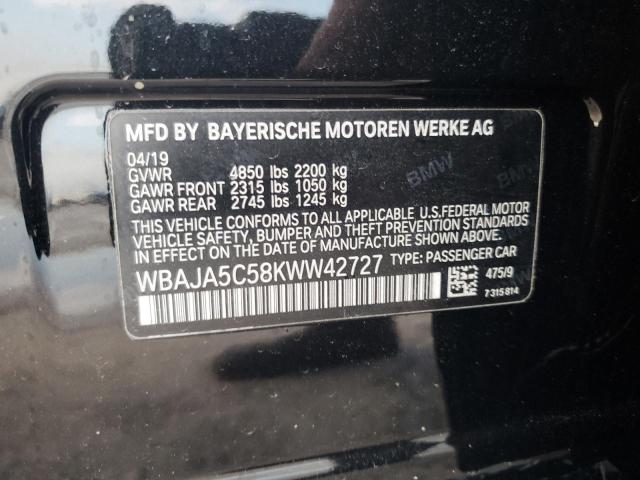 MFD BY BAYERISCHE MOTOREN WERKE AG
04/19
GVWR 4850 lbs 2200 kg
GAWR FRONT 2315 lbs 1050 kg
GAWR REAR 2745 lbs 1245 kg
THIS VEHICLE CONFORMS TO ALL APPLICABLE U.S.FEDERAL MOTOR
VEHICLE SAFETY, BUMPER AND THEFT PREVENTION STANDARDS
IN EFFECT ON THE DATE OF MANUFACTURE SHOWN ABOVE.
WBAJA5C58KWW42727 TYPE: PASSENGER CAR
475/9
7 315 814
BMW
BMW